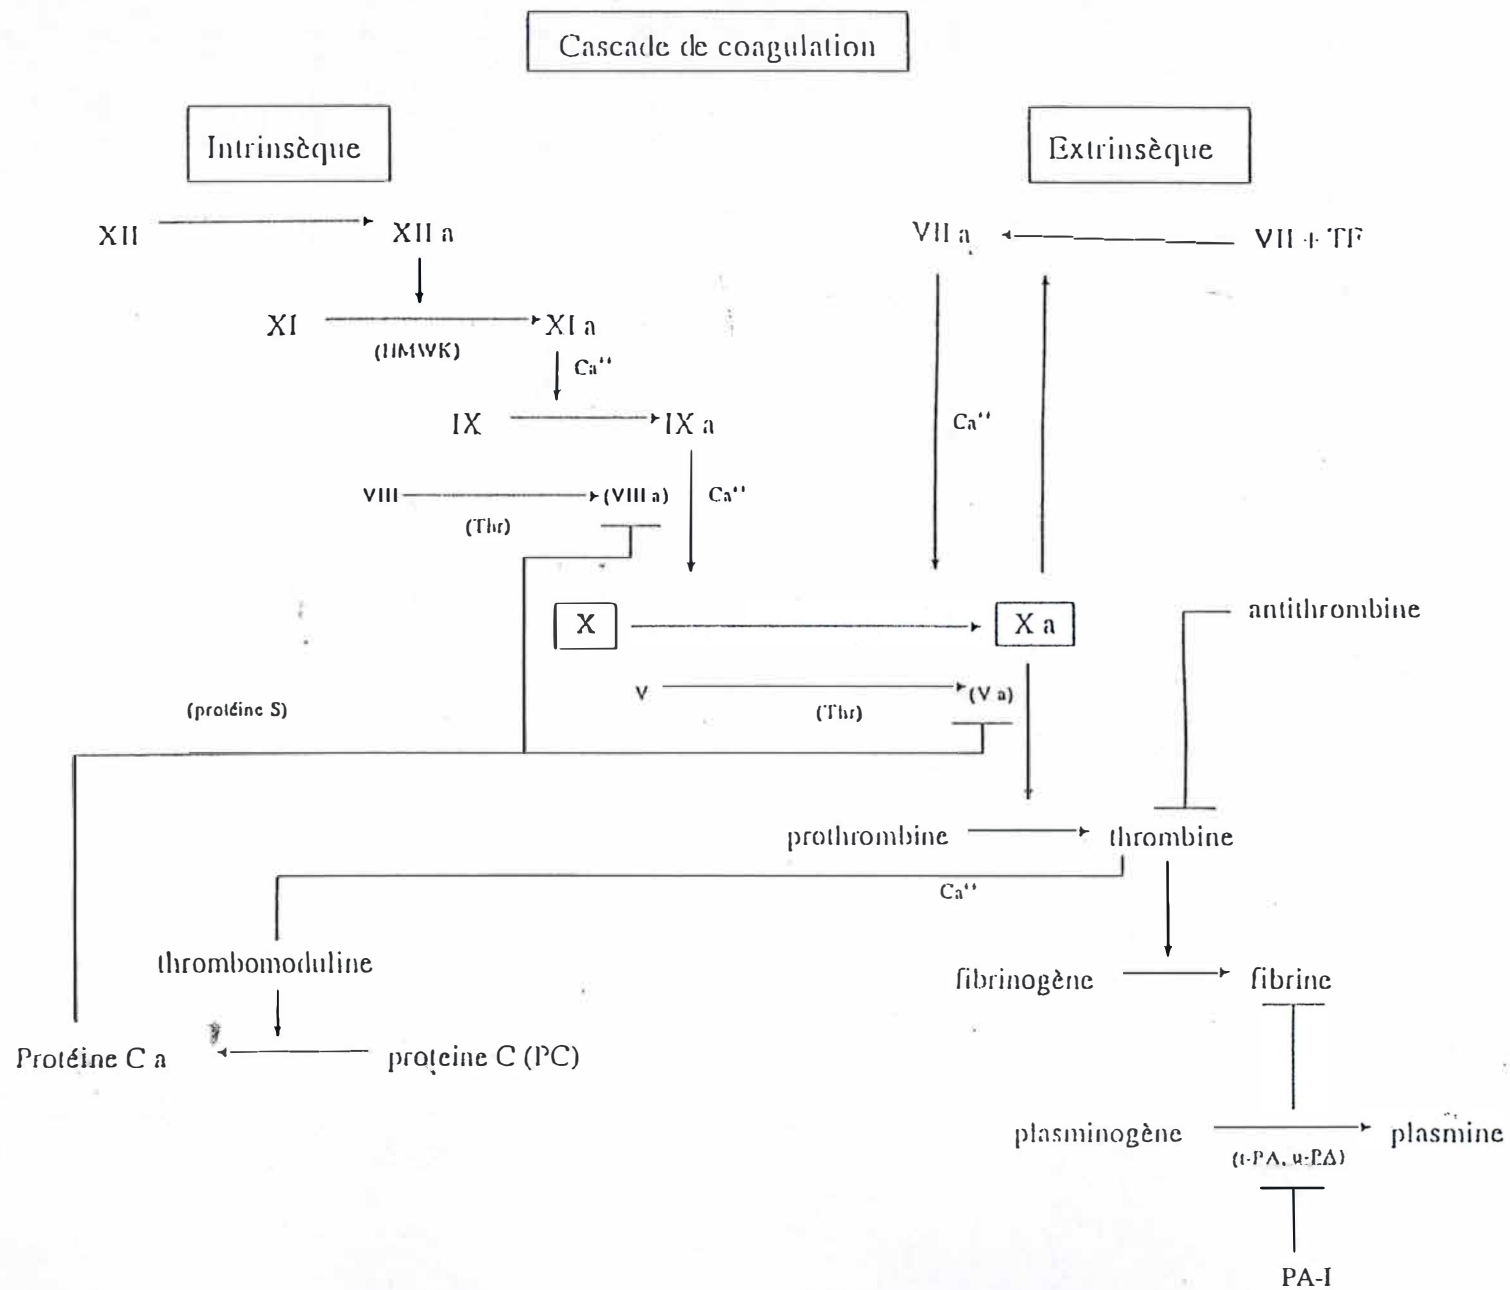 Cascade de coagulation
Intrinsèque
Extrinsèque
XII
XII a
VII a
VII + TF
XI
XI a
(HMWK)
Ca++
IX
IX a
Ca++
VIII
(VIII a)
Ca++
(Thr)
X
X a
antithrombine
V
(V a)
(protéine S)
(Thr)
prothrombine
thrombine
Ca++
thrombomoduline
fibrinogène
fibrine
Protéine C a
proteine C (PC)
plasminogène
plasmine
(t-PA, u-PA)
PA-I